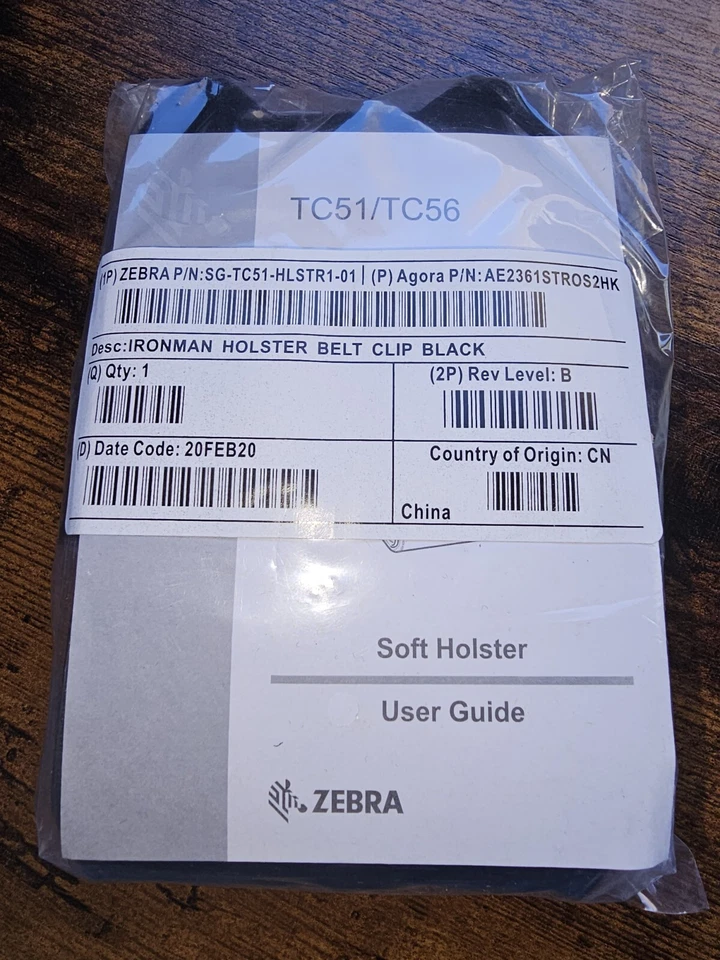 TC51/TC56
(1P) ZEBRA P/N:SG-TC51-HLSTR1-01 | (P) Agora P/N:AE2361STROS2HK
Desc:IRONMAN HOLSTER BELT CLIP BLACK
(Q) Qty: 1
(2P) Rev Level: B
(D) Date Code: 20FEB20
Country of Origin: CN
China
Soft Holster
User Guide
ZEBRA